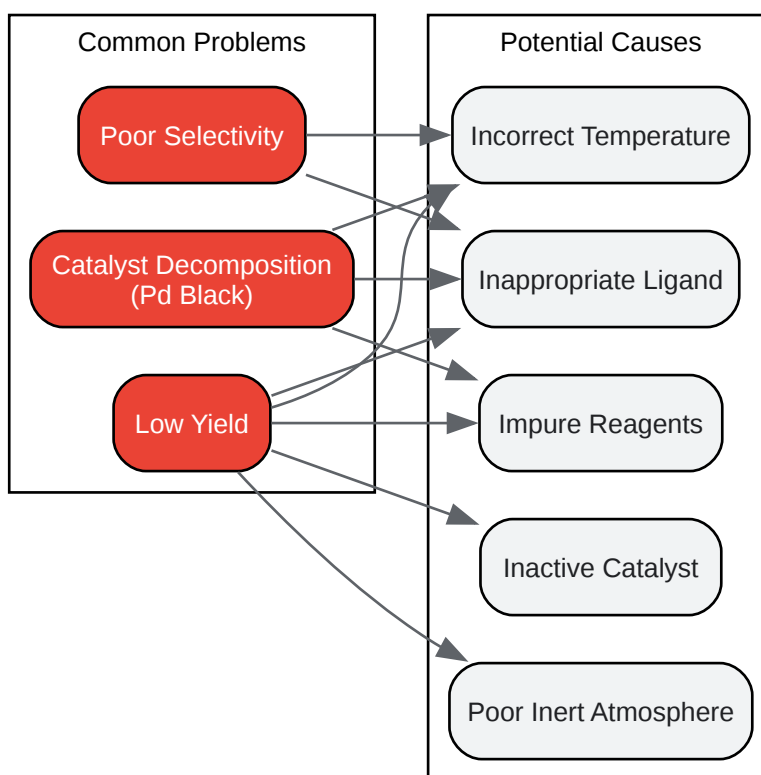 Common Problems
Poor Selectivity
Catalyst Decomposition
(Pd Black)
Low Yield
Potential Causes
Incorrect Temperature
Inappropriate Ligand
Impure Reagents
Inactive Catalyst
Poor Inert Atmosphere